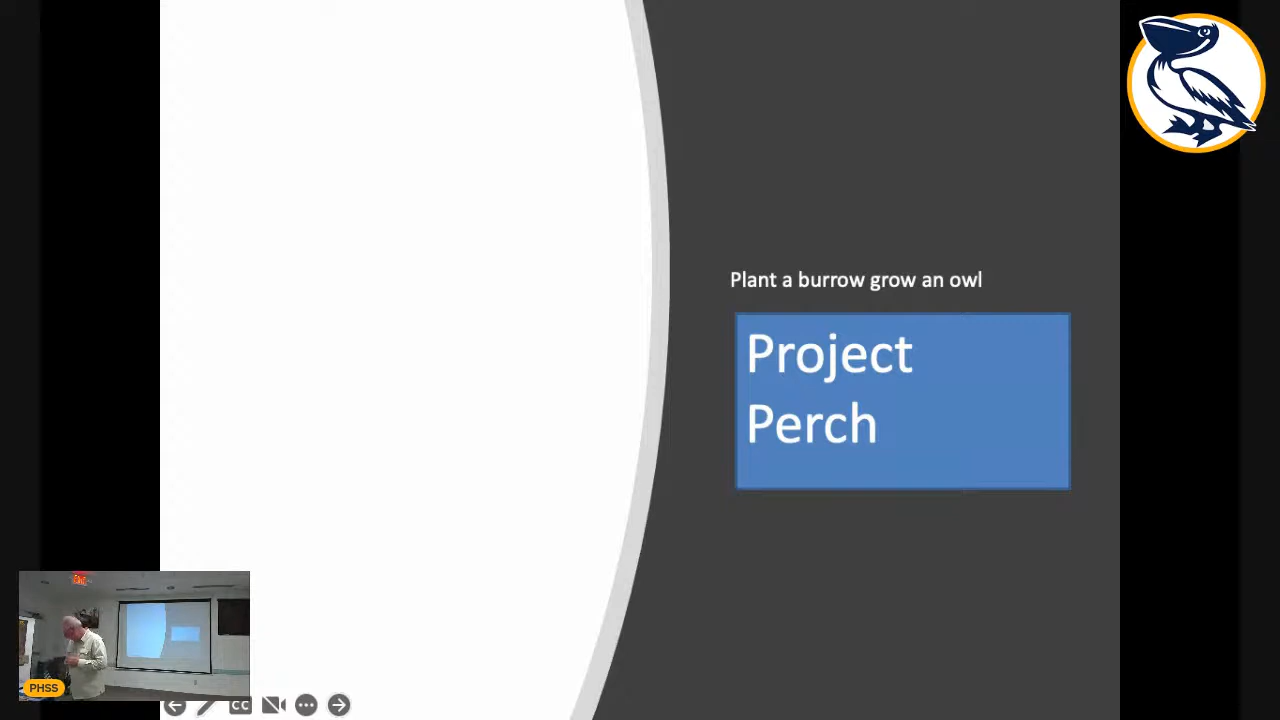 Plant a burrow grow an owl
Project
Perch
PHSS
CC